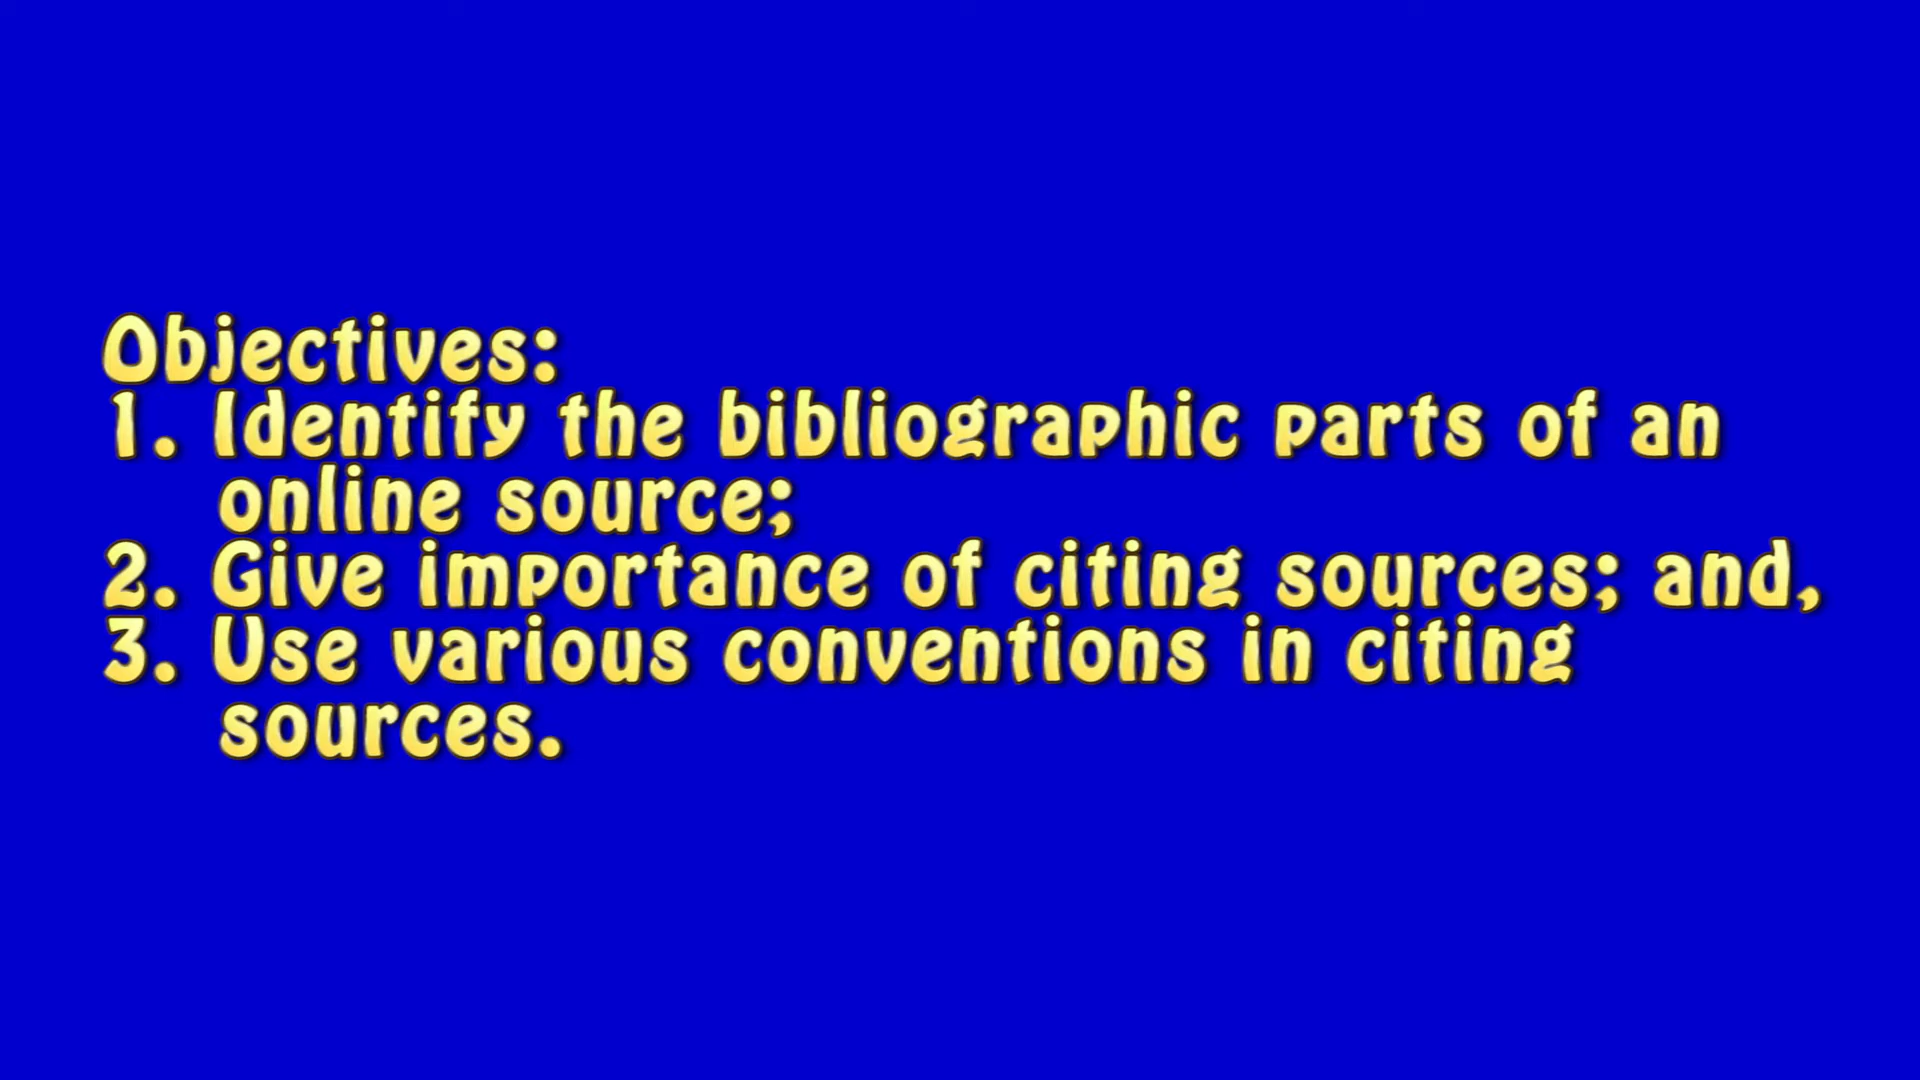 Objectives:
1. Identify the bibliographic parts of an
online source;
2. Give importance of citing sources; and,
3. Use various conventions in citing
sources.